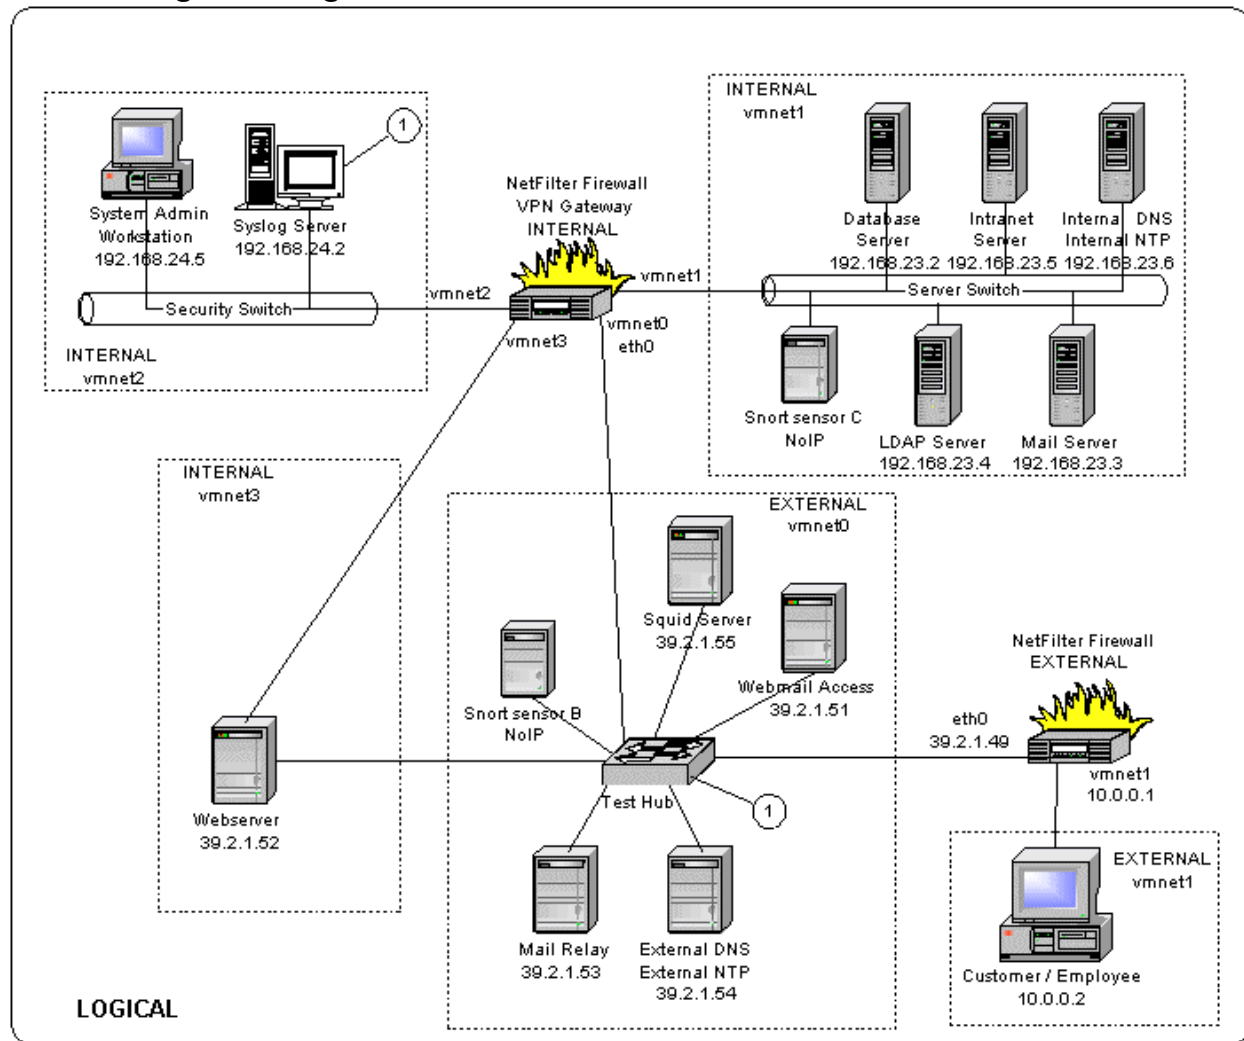 INTERNAL
vmnet1
INTERNAL
vmnet2
1
System Admin
Workstation
192.168.24.5
Syslog Server
192.168.24.2
Security Switch
NetFilter Firewall
VPN Gateway
INTERNAL
vmnet2
vmnet1
vmnet3
vmnet0
eth0
Database
Server
192.168.23.2
Intranet
Server
192.168.23.5
Internal DNS
Internal NTP
192.168.23.6
Server Switch
Snort sensor C
NoIP
LDAP Server
192.168.23.4
Mail Server
192.168.23.3
INTERNAL
vmnet3
EXTERNAL
vmnet0
Squid Server
39.2.1.55
Webmail Access
39.2.1.51
Snort sensor B
NoIP
NetFilter Firewall
EXTERNAL
eth0
39.2.1.49
vmnet1
10.0.0.1
Test Hub
1
Webserver
39.2.1.52
Mail Relay
39.2.1.53
External DNS
External NTP
39.2.1.54
EXTERNAL
vmnet1
Customer / Employee
10.0.0.2
LOGICAL